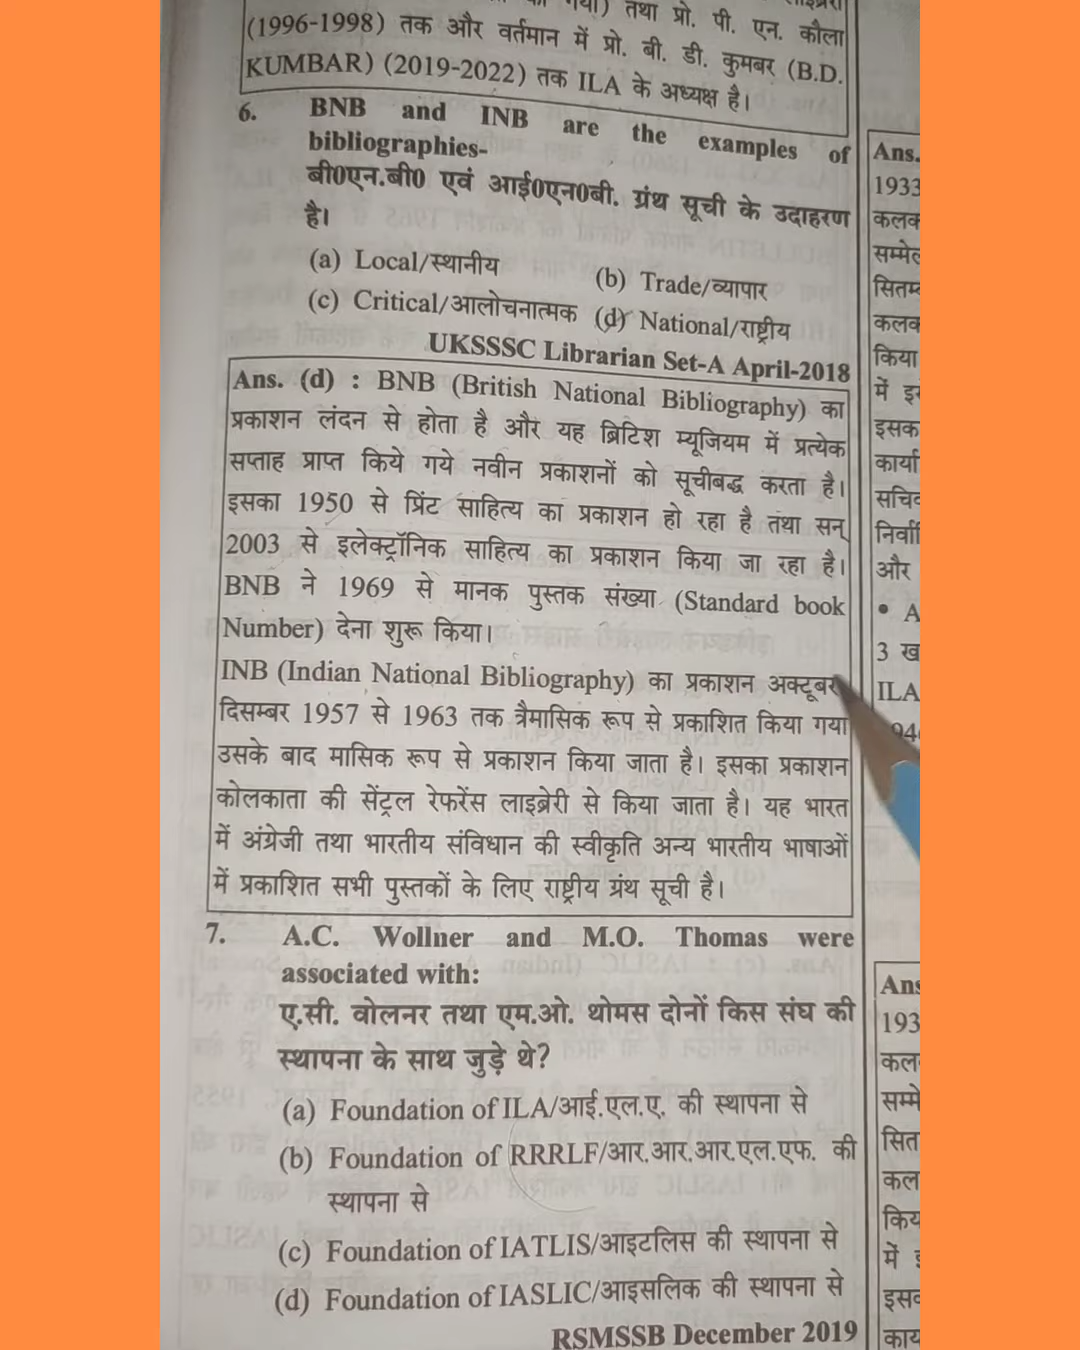 गया) तथा प्रो. पी. एन. कौला
(1996-1998) तक और वर्तमान में प्रो. बी. डी. कुमबर (B.D.
KUMBAR) (2019-2022) तक ILA के अध्यक्ष है।
6. BNB and INB are the examples of
bibliographies-
बी0एन.बी0 एवं आई0एन0बी. ग्रंथ सूची के उदाहरण
है।
(a) Local/स्थानीय (b) Trade/व्यापार
(c) Critical/आलोचनात्मक (d) National/राष्ट्रीय
UKSSSC Librarian Set-A April-2018
Ans. (d) : BNB (British National Bibliography) का
प्रकाशन लंदन से होता है और यह ब्रिटिश म्यूजियम में प्रत्येक
सप्ताह प्राप्त किये गये नवीन प्रकाशनों को सूचीबद्ध करता है।
इसका 1950 से प्रिंट साहित्य का प्रकाशन हो रहा है तथा सन्
2003 से इलेक्ट्रॉनिक साहित्य का प्रकाशन किया जा रहा है।
BNB ने 1969 से मानक पुस्तक संख्या (Standard book
Number) देना शुरू किया।
INB (Indian National Bibliography) का प्रकाशन अक्टूबर
दिसम्बर 1957 से 1963 तक त्रैमासिक रूप से प्रकाशित किया गया
उसके बाद मासिक रूप से प्रकाशन किया जाता है। इसका प्रकाशन
कोलकाता की सेंट्रल रेफरेंस लाइब्रेरी से किया जाता है। यह भारत
में अंग्रेजी तथा भारतीय संविधान की स्वीकृति अन्य भारतीय भाषाओं
में प्रकाशित सभी पुस्तकों के लिए राष्ट्रीय ग्रंथ सूची है।
7. A.C. Wollner and M.O. Thomas were
associated with:
ए.सी. वोलनर तथा एम.ओ. थोमस दोनों किस संघ की
स्थापना के साथ जुड़े थे?
(a) Foundation of ILA/आई.एल.ए. की स्थापना से
(b) Foundation of RRRLF/आर.आर.आर.एल.एफ. की
स्थापना से
(c) Foundation of IATLIS/आइटलिस की स्थापना से
(d) Foundation of IASLIC/आइसलिक की स्थापना से
RSMSSB December 2019
Ans.
1933
कलक
सम्मेल
सितम्ब
कलक
किया
में इ
इसक
कार्या
सचिव
निर्वा
और
• A
3 ख
ILA
94
Ans
193
कल
सम्मे
सित
कल
किय
में
इसव
काय